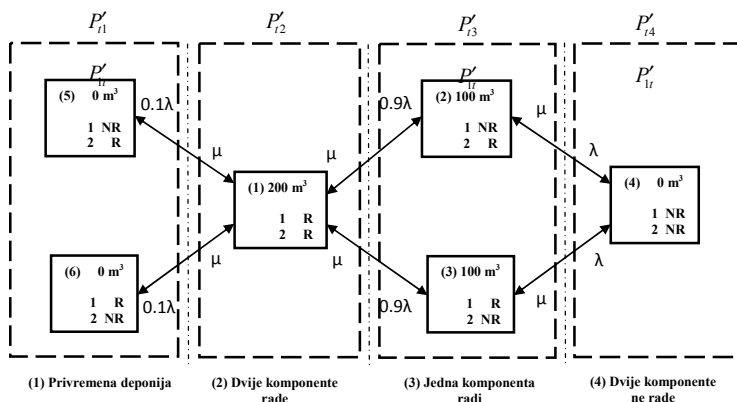 P′t1 P′t2 P′t3 P′t4
P′1t P′1t P′1t
(5) 0 m³
1 NR
2 R
0.1λ
μ
(6) 0 m³
1 R
2 NR
0.1λ
μ
(1) 200 m³
1 R
2 R
μ
μ
0.9λ
0.9λ
(2) 100 m³
1 NR
2 R
μ
λ
(3) 100 m³
1 R
2 NR
μ
λ
(4) 0 m³
1 NR
2 NR
(1) Privremena deponija
(2) Dvije komponente
rade
(3) Jedna komponenta
radi
(4) Dvije komponente
ne rade